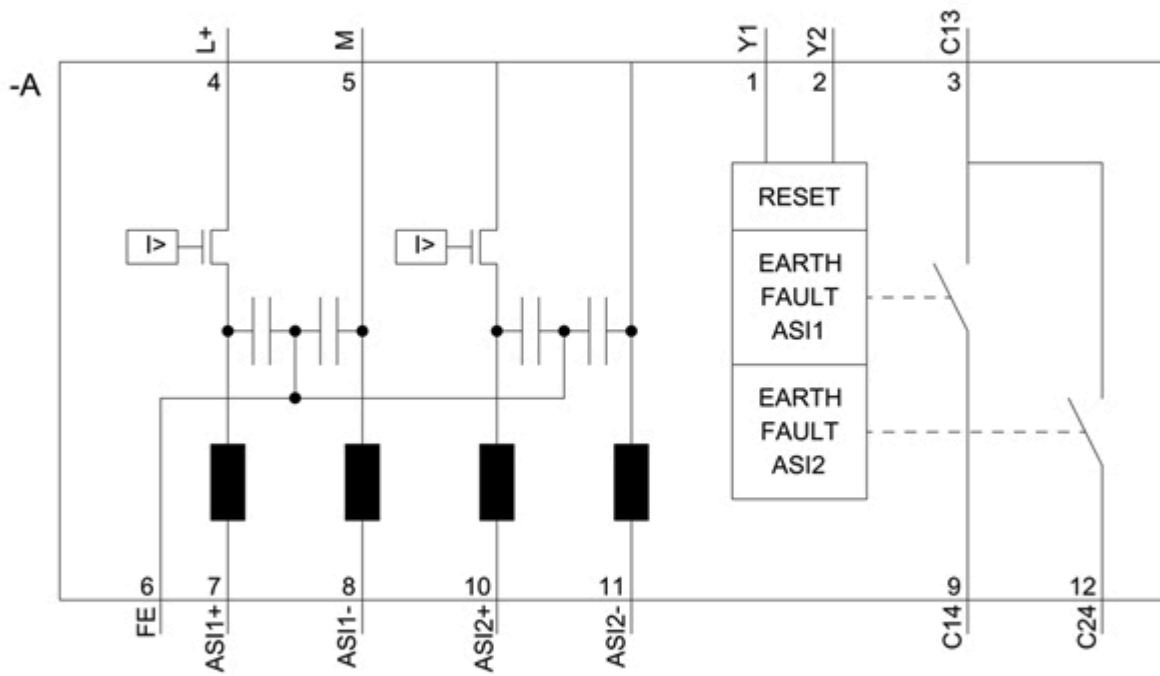 L+
M
Y1
Y2
C13
-A
4
5
1
2
3
RESET
I>
I>
EARTH
FAULT
ASI1
EARTH
FAULT
ASI2
6
7
8
10
11
9
12
FE
ASI1+
ASI1-
ASI2+
ASI2-
C14
C24